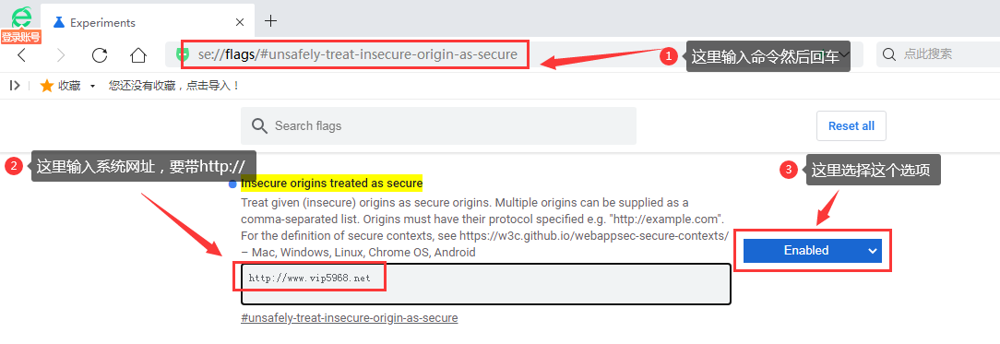 登录账号
Experiments
se://flags/#unsafely-treat-insecure-origin-as-secure
1 这里输入命令然后回车
点此搜索
收藏
您还没有收藏，点击导入！
Search flags
Reset all
2 这里输入系统网址，要带http://
3 这里选择这个选项
Insecure origins treated as secure
Treat given (insecure) origins as secure origins. Multiple origins can be supplied as a
comma-separated list. Origins must have their protocol specified e.g. "http://example.com".
For the definition of secure contexts, see https://w3c.github.io/webappsec-secure-contexts/
– Mac, Windows, Linux, Chrome OS, Android
Enabled
http://www.vip5968.net
#unsafely-treat-insecure-origin-as-secure